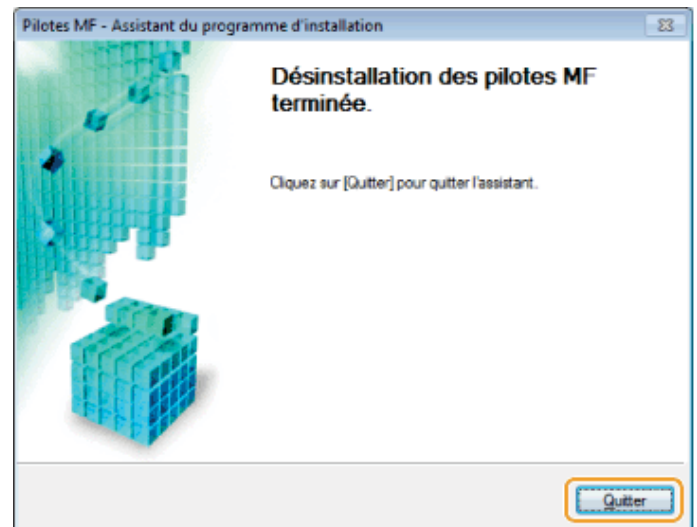 Pilotes MF - Assistant du programme d'installation
Désinstallation des pilotes MF
terminée.
Cliquez sur [Quitter] pour quitter l'assistant.
Quitter